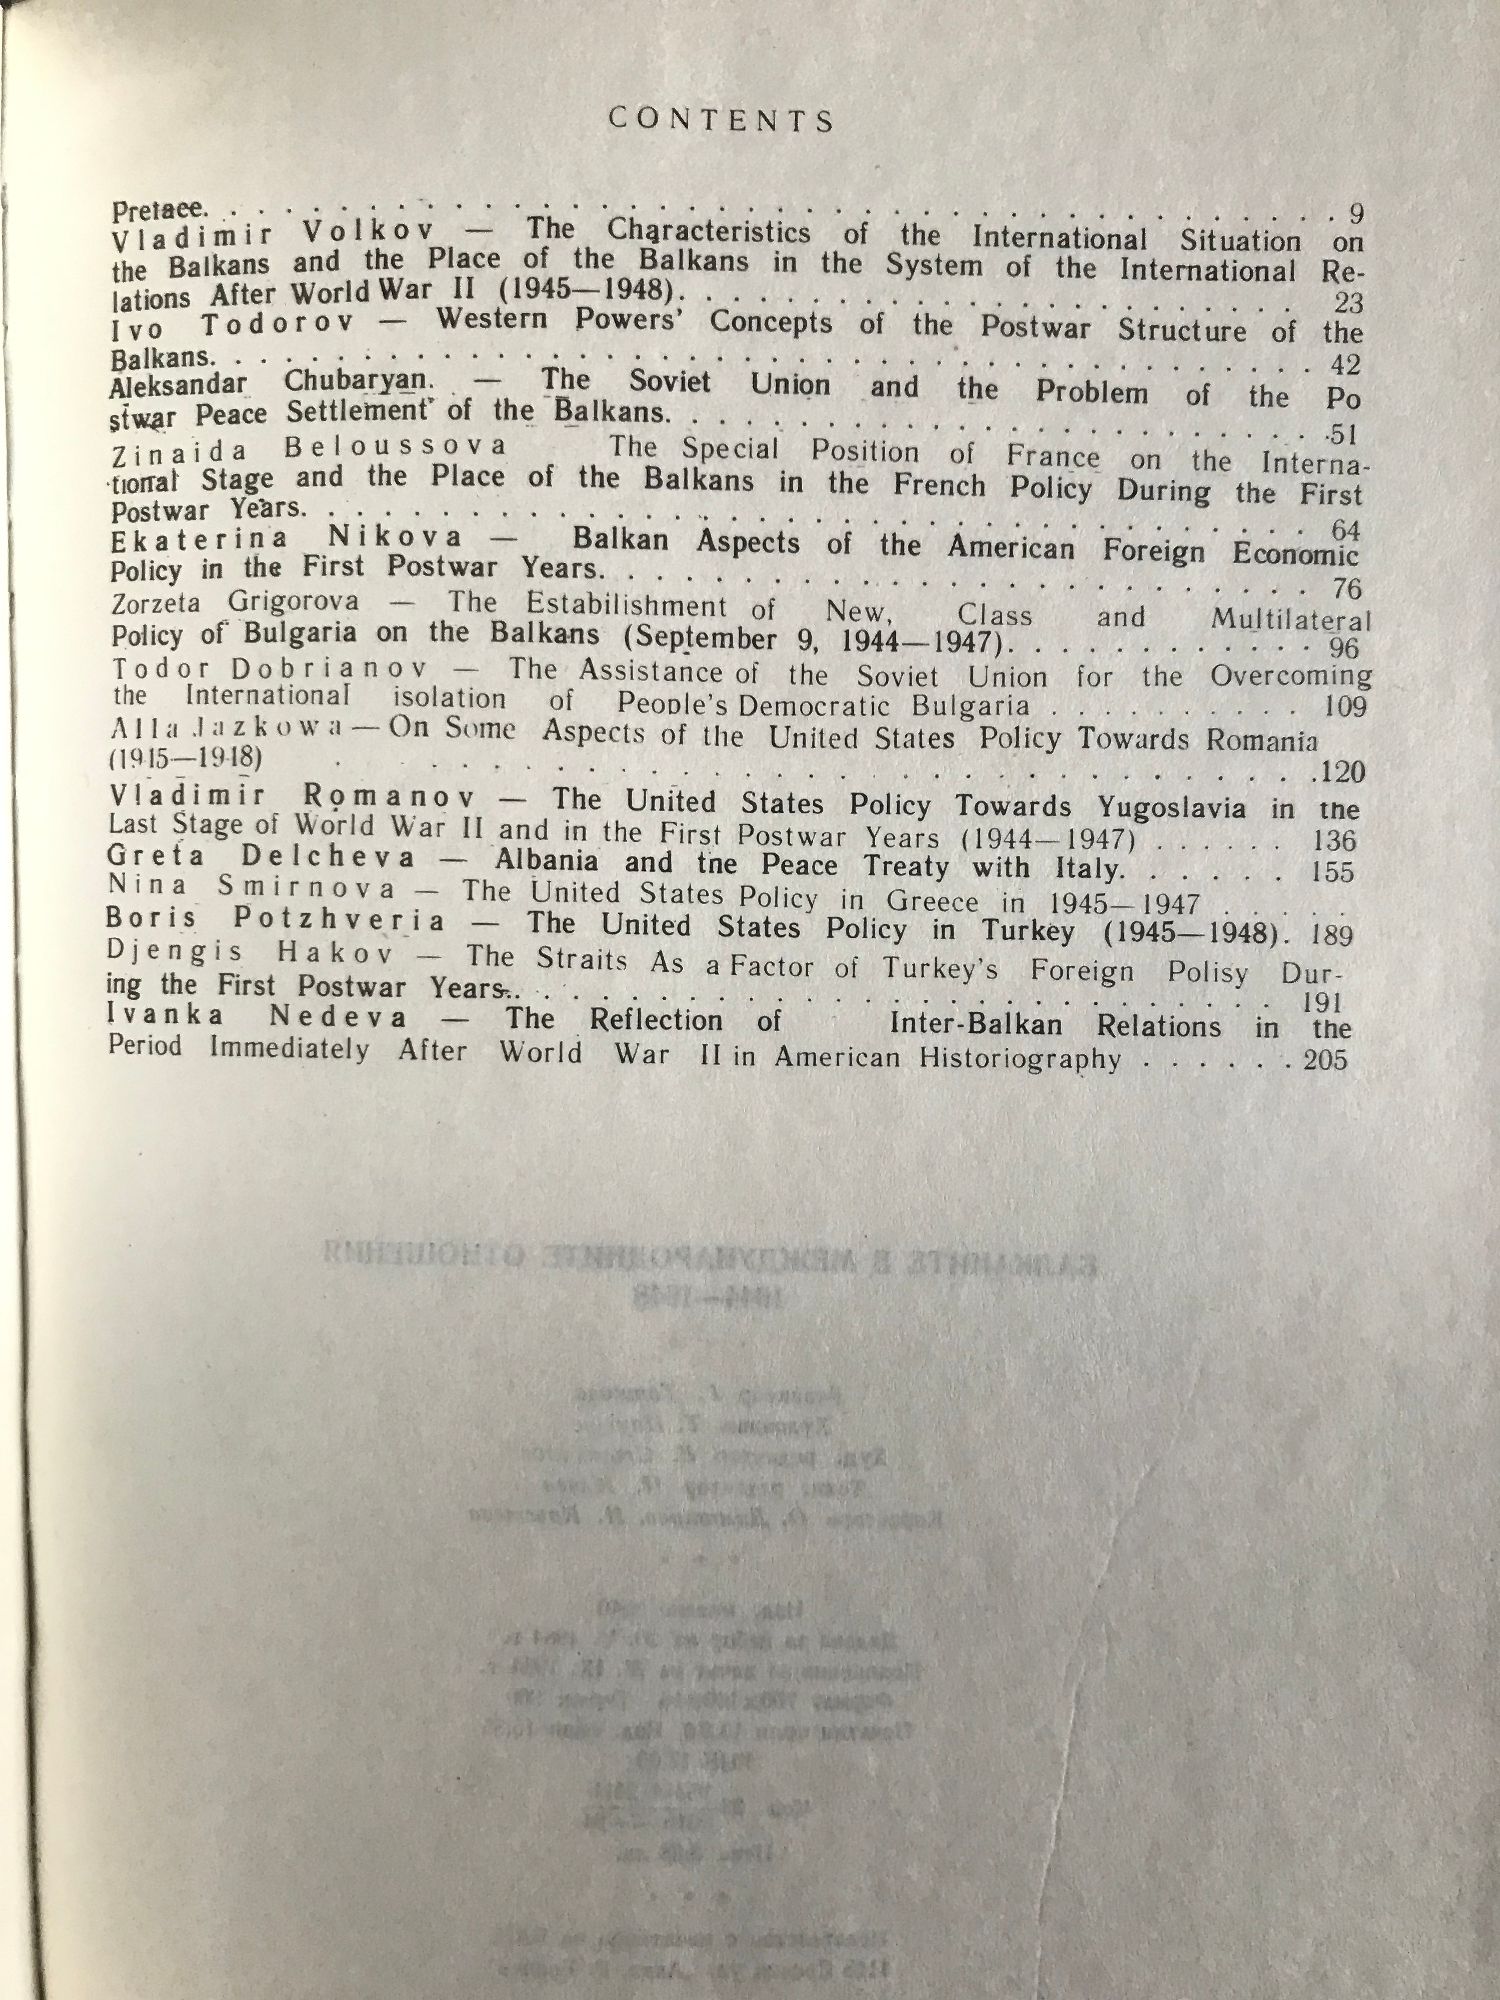 CONTENTS
Pretace. . . . . . . . . . . . . . . . . . . . . . . . . . . . . . . . . . . . . . . . 9
Vladimir Volkov — The Characteristics of the International Situation on
the Balkans and the Place of the Balkans in the System of the International Re-
lations After World War II (1945—1948). . . . . . . . . . . . . . . . . . . . . . 23
Ivo Todorov — Western Powers' Concepts of the Postwar Structure of the
Balkans. . . . . . . . . . . . . . . . . . . . . . . . . . . . . . . . . . . . . . . 42
Aleksandar Chubaryan. — The Soviet Union and the Problem of the Po
stwar Peace Settlement of the Balkans. . . . . . . . . . . . . . . . . . . . . . . 51
Zinaida Beloussova The Special Position of France on the Interna-
tional Stage and the Place of the Balkans in the French Policy During the First
Postwar Years. . . . . . . . . . . . . . . . . . . . . . . . . . . . . . . . . . . . 64
Ekaterina Nikova — Balkan Aspects of the American Foreign Economic
Policy in the First Postwar Years. . . . . . . . . . . . . . . . . . . . . . . . . 76
Zorzeta Grigorova — The Estabilishment of New, Class and Multilateral
Policy of Bulgaria on the Balkans (September 9, 1944—1947). . . . . . . . . . . 96
Todor Dobrianov — The Assistance of the Soviet Union for the Overcoming
the International isolation of People's Democratic Bulgaria . . . . . . . . . . 109
Alla Jazkowa — On Some Aspects of the United States Policy Towards Romania
(1945—1948) . . . . . . . . . . . . . . . . . . . . . . . . . . . . . . . . . . . 120
Vladimir Romanov — The United States Policy Towards Yugoslavia in the
Last Stage of World War II and in the First Postwar Years (1944—1947) . . . . . . 136
Greta Delcheva — Albania and the Peace Treaty with Italy. . . . . . . 155
Nina Smirnova — The United States Policy in Greece in 1945—1947 . . . . .
Boris Potzhveria — The United States Policy in Turkey (1945—1948). 189
Djengis Hakov — The Straits As a Factor of Turkey's Foreign Polisy Dur-
ing the First Postwar Years.. . . . . . . . . . . . . . . . . . . . . . . . . . . 191
Ivanka Nedeva — The Reflection of Inter-Balkan Relations in the
Period Immediately After World War II in American Historiography . . . . . . 205